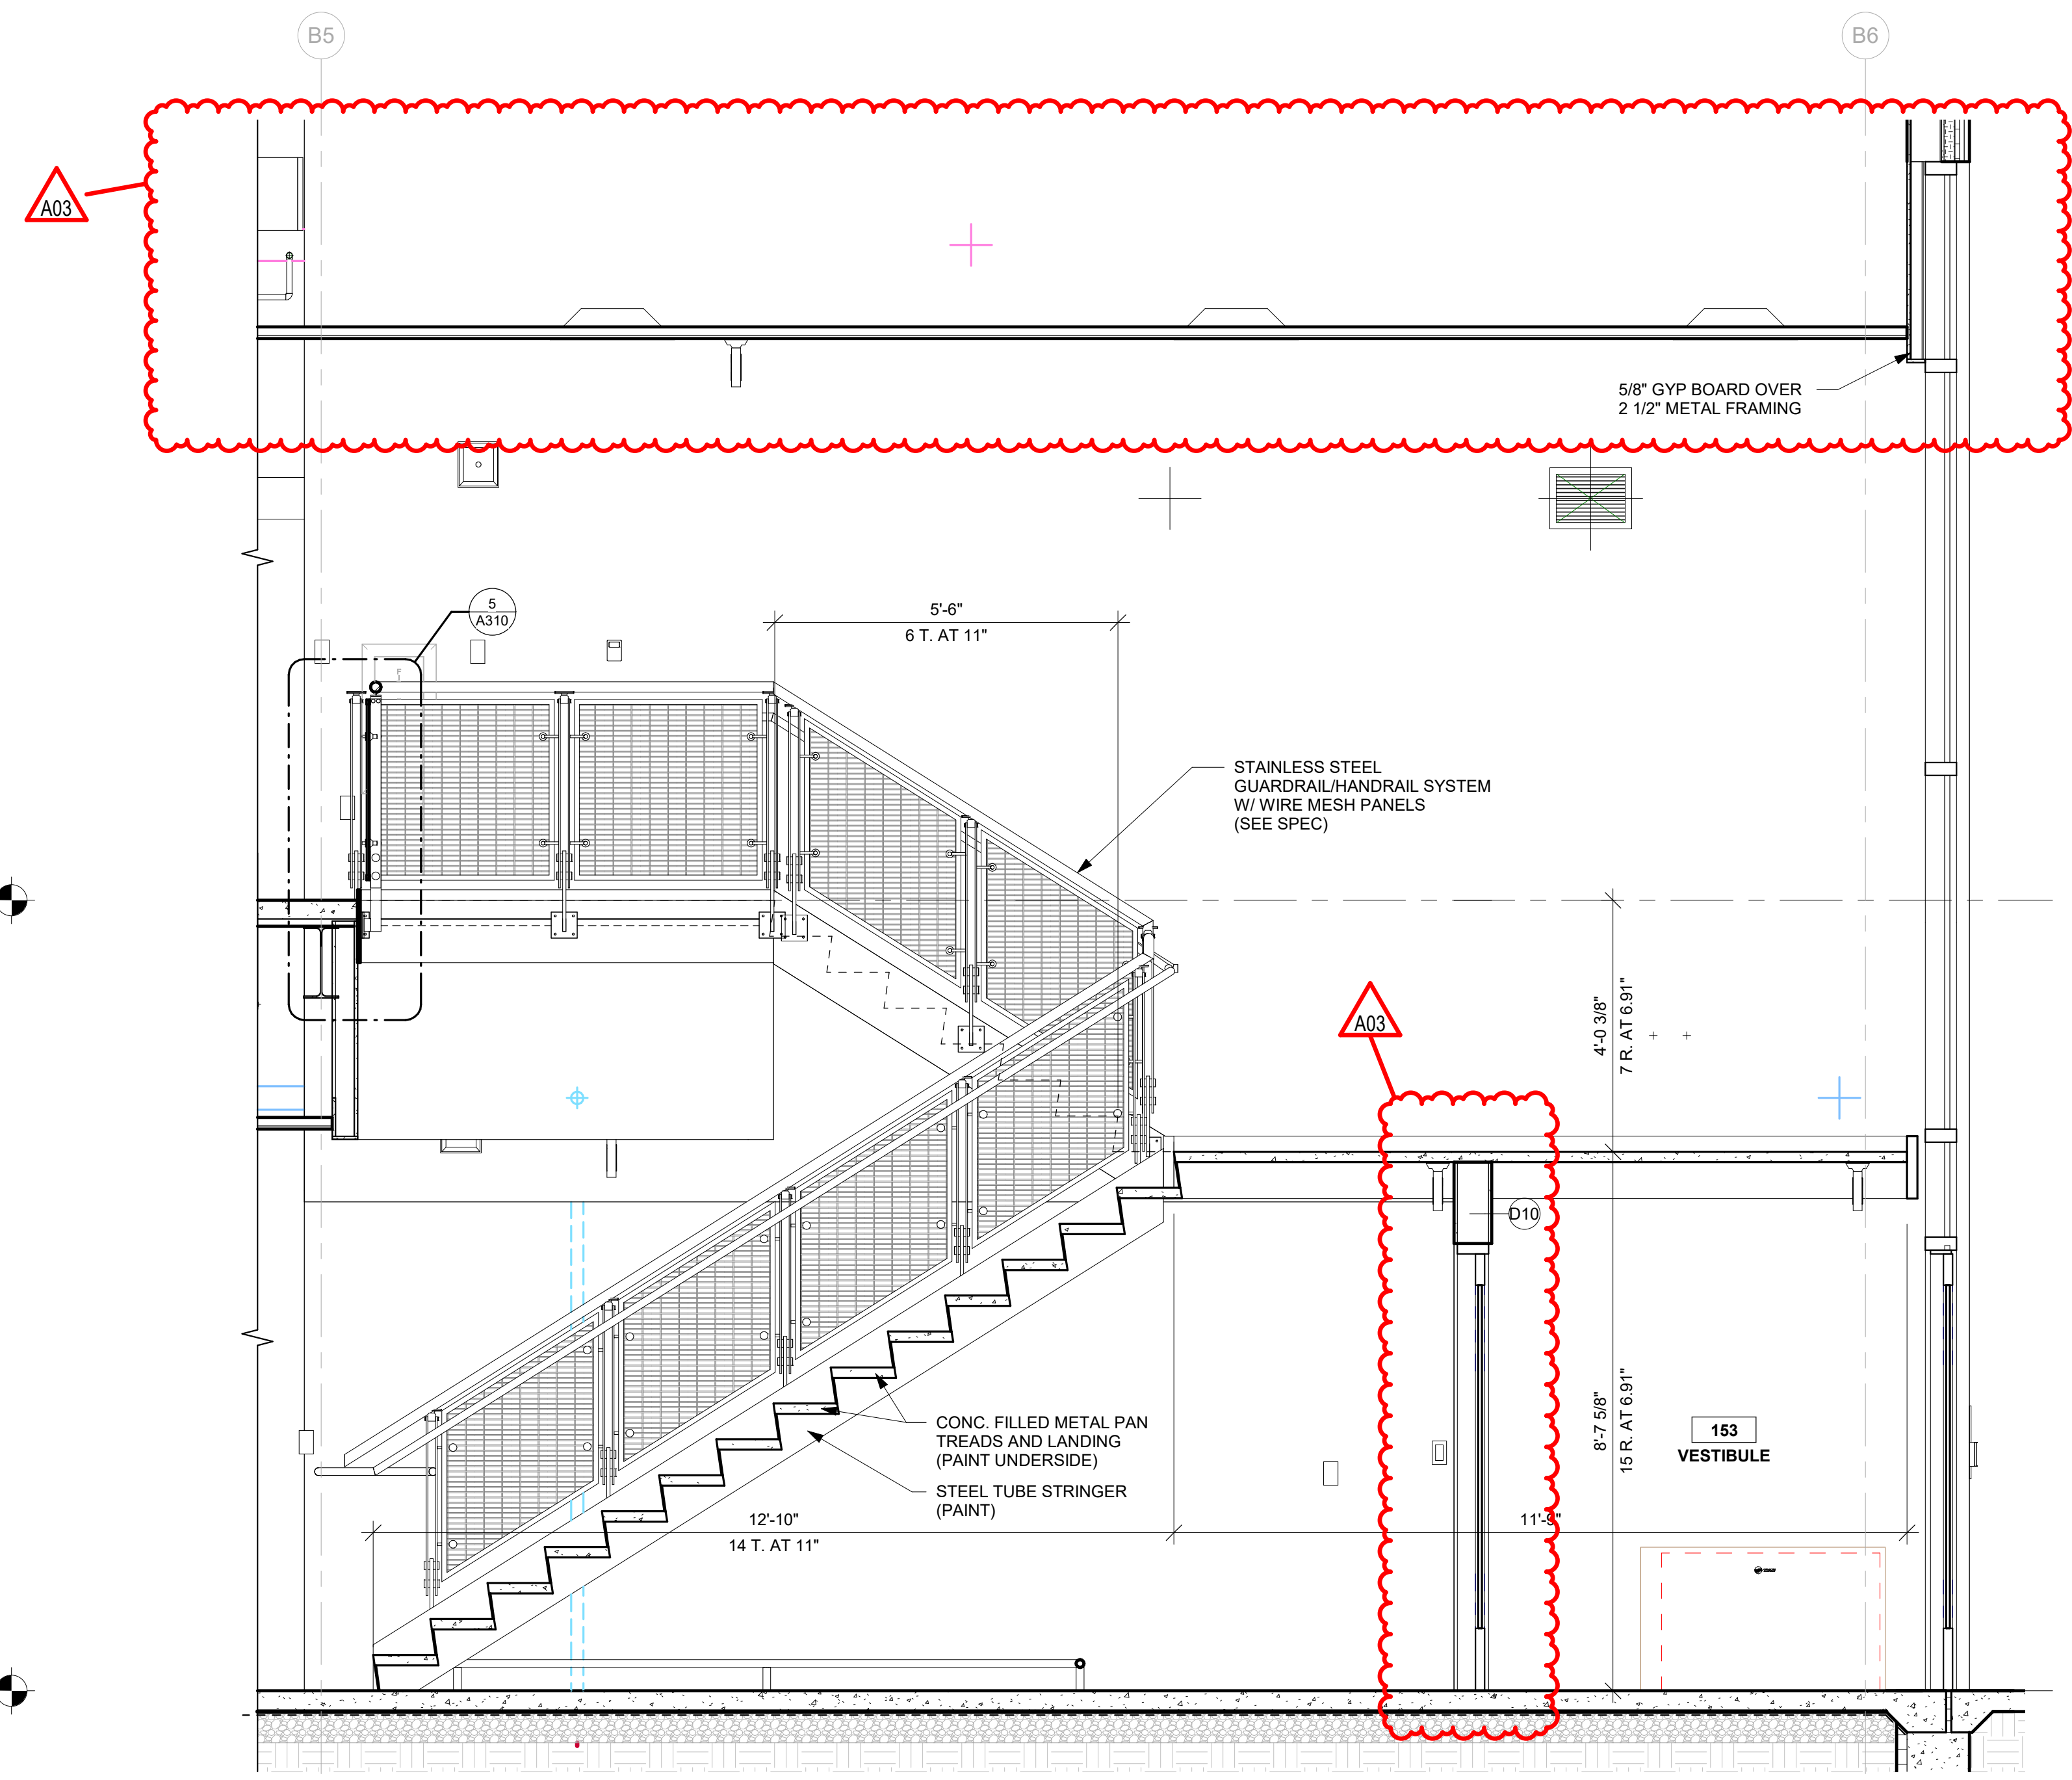 B5
B6
A03
5/8" GYP BOARD OVER
2 1/2" METAL FRAMING
5
A310
5'-6"
6 T. AT 11"
F
STAINLESS STEEL
GUARDRAIL/HANDRAIL SYSTEM
W/ WIRE MESH PANELS
(SEE SPEC)
A03
4'-0 3/8"
7 R. AT 6.91"
D10
8'-7 5/8"
15 R. AT 6.91"
153
VESTIBULE
CONC. FILLED METAL PAN
TREADS AND LANDING
(PAINT UNDERSIDE)
STEEL TUBE STRINGER
(PAINT)
12'-10"
14 T. AT 11"
11'-9"